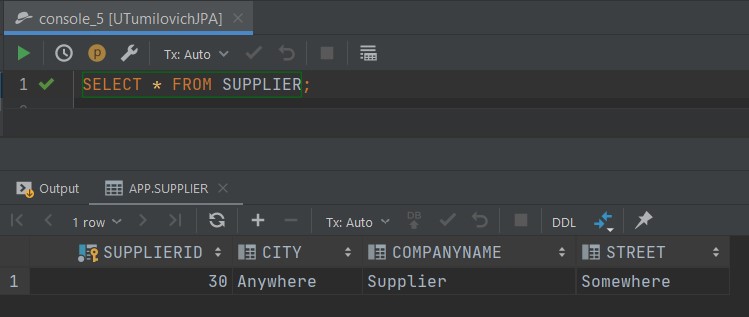 console_5 [UTumilovichJPA]
Tx: Auto
1 SELECT * FROM SUPPLIER;
Output APP.SUPPLIER
1 row Tx: Auto DB DDL
SUPPLIERID CITY COMPANYNAME STREET
1 30 Anywhere Supplier Somewhere